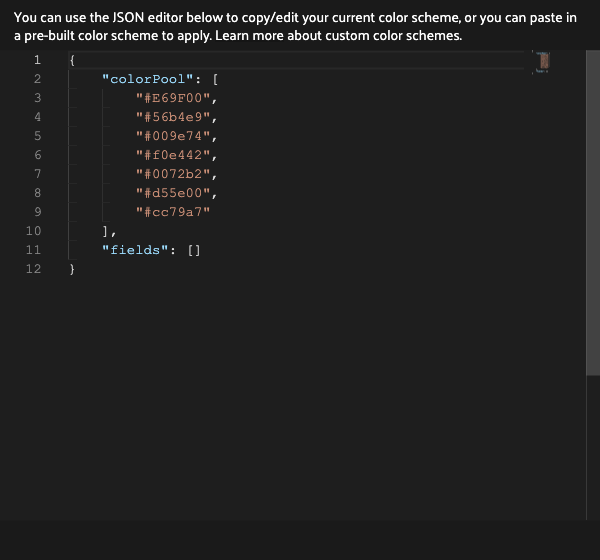 You can use the JSON editor below to copy/edit your current color scheme, or you can paste in
a pre-built color scheme to apply. Learn more about custom color schemes.
1 {
2 "colorPool": [
3 "#E69F00",
4 "#56b4e9",
5 "#009e74",
6 "#f0e442",
7 "#0072b2",
8 "#d55e00",
9 "#cc79a7"
10 ],
11 "fields": []
12 }